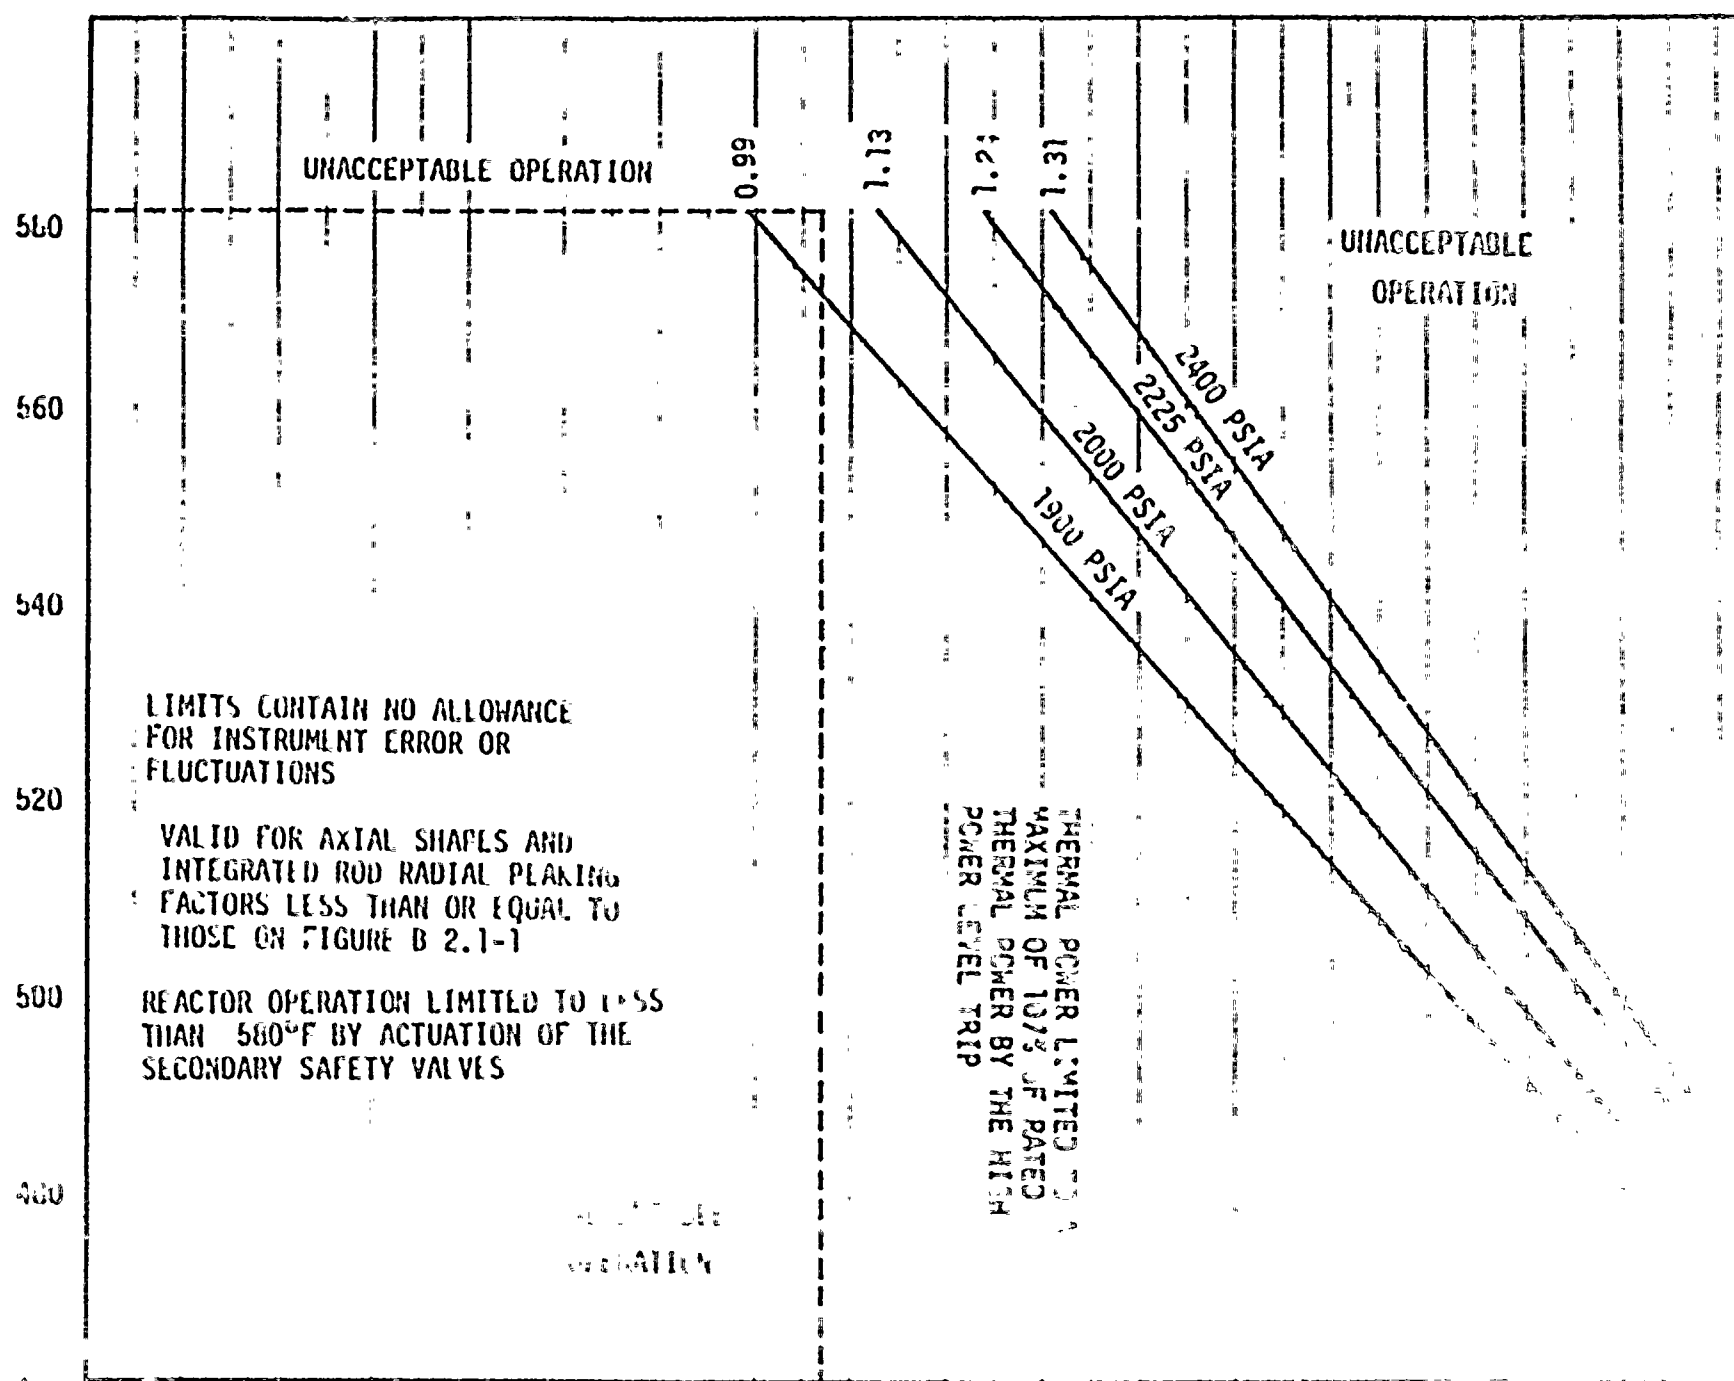 UNACCEPTABLE OPERATION
0.99
1.13
1.31
580
UNACCEPTABLE
OPERATION
560
2400 PSIA
2225 PSIA
2000 PSIA
1900 PSIA
540
LIMITS CONTAIN NO ALLOWANCE
FOR INSTRUMENT ERROR OR
FLUCTUATIONS
520
VALID FOR AXIAL SHAPES AND
INTEGRATED ROD RADIAL PEAKING
FACTORS LESS THAN OR EQUAL TO
THOSE ON FIGURE B 2.1-1
THERMAL POWER LIMITED TO A
MAXIMUM OF 107% OF RATED
THERMAL POWER BY THE HIGH
POWER LEVEL TRIP
500
REACTOR OPERATION LIMITED TO LESS
THAN 580°F BY ACTUATION OF THE
SECONDARY SAFETY VALVES
480
OPERATION